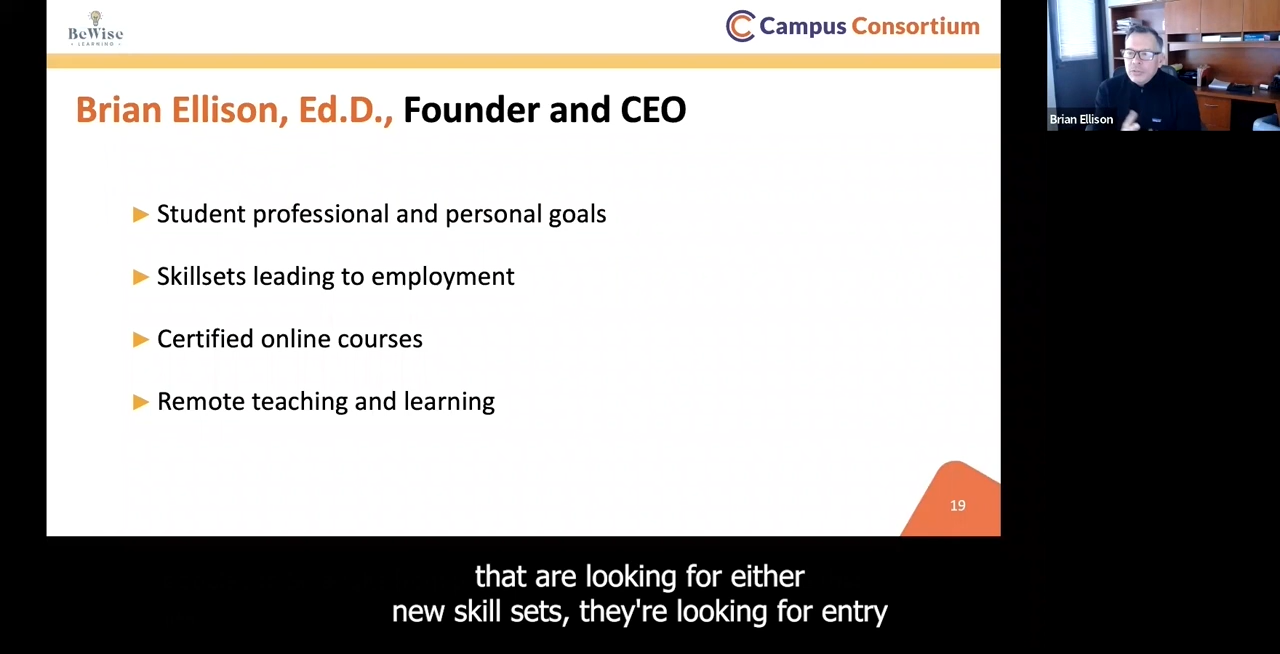 BeWise
LEARNING
Campus Consortium
Brian Ellison, Ed.D., Founder and CEO
Student professional and personal goals
Skillsets leading to employment
Certified online courses
Remote teaching and learning
19
Brian Ellison
that are looking for either
new skill sets, they're looking for entry